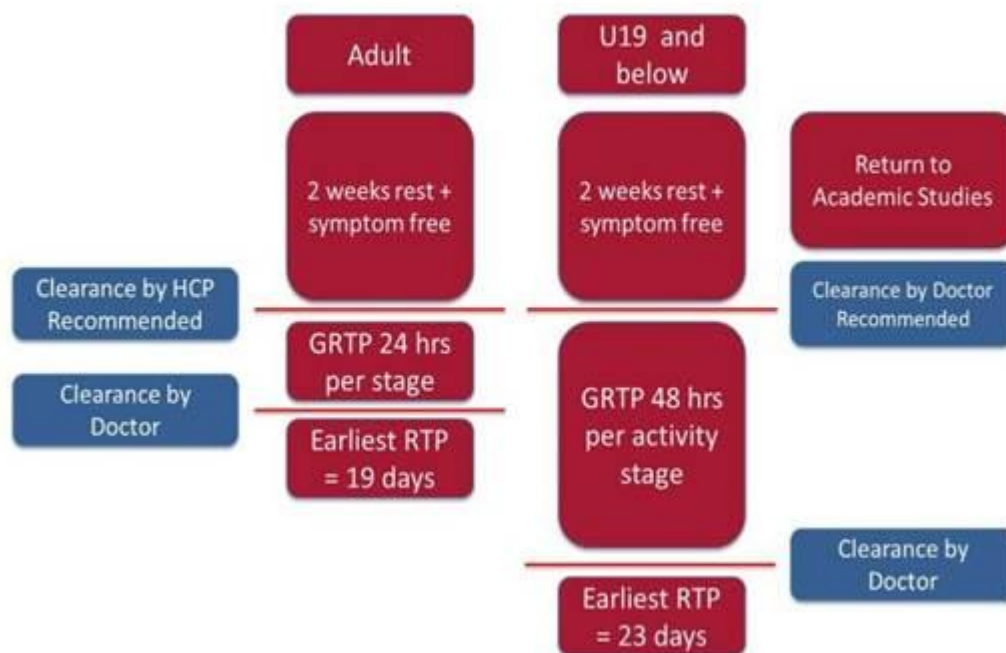 Adult
U19 and
below
2 weeks rest +
symptom free
2 weeks rest +
symptom free
Return to
Academic Studies
Clearance by HCP
Recommended
Clearance by Doctor
Recommended
GRTP 24 hrs
per stage
Clearance by
Doctor
GRTP 48 hrs
per activity
stage
Earliest RTP
= 19 days
Clearance by
Doctor
Earliest RTP
= 23 days